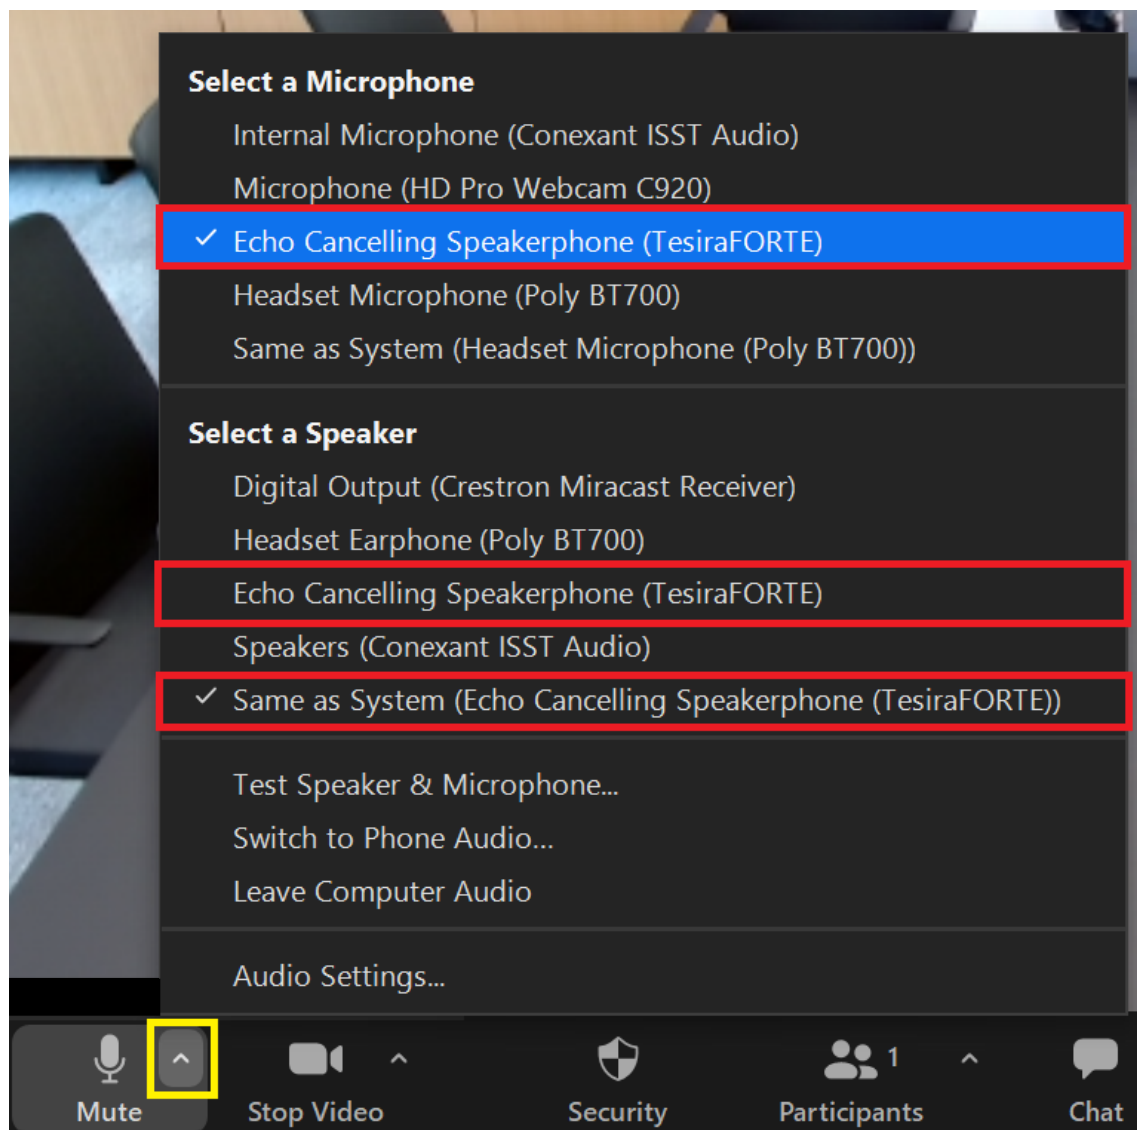 Select a Microphone
Internal Microphone (Conexant ISST Audio)
Microphone (HD Pro Webcam C920)
Echo Cancelling Speakerphone (TesiraFORTE)
Headset Microphone (Poly BT700)
Same as System (Headset Microphone (Poly BT700))
Select a Speaker
Digital Output (Crestron Miracast Receiver)
Headset Earphone (Poly BT700)
Echo Cancelling Speakerphone (TesiraFORTE)
Speakers (Conexant ISST Audio)
Same as System (Echo Cancelling Speakerphone (TesiraFORTE))
Test Speaker & Microphone...
Switch to Phone Audio...
Leave Computer Audio
Audio Settings...
1
Mute Stop Video Security Participants Chat